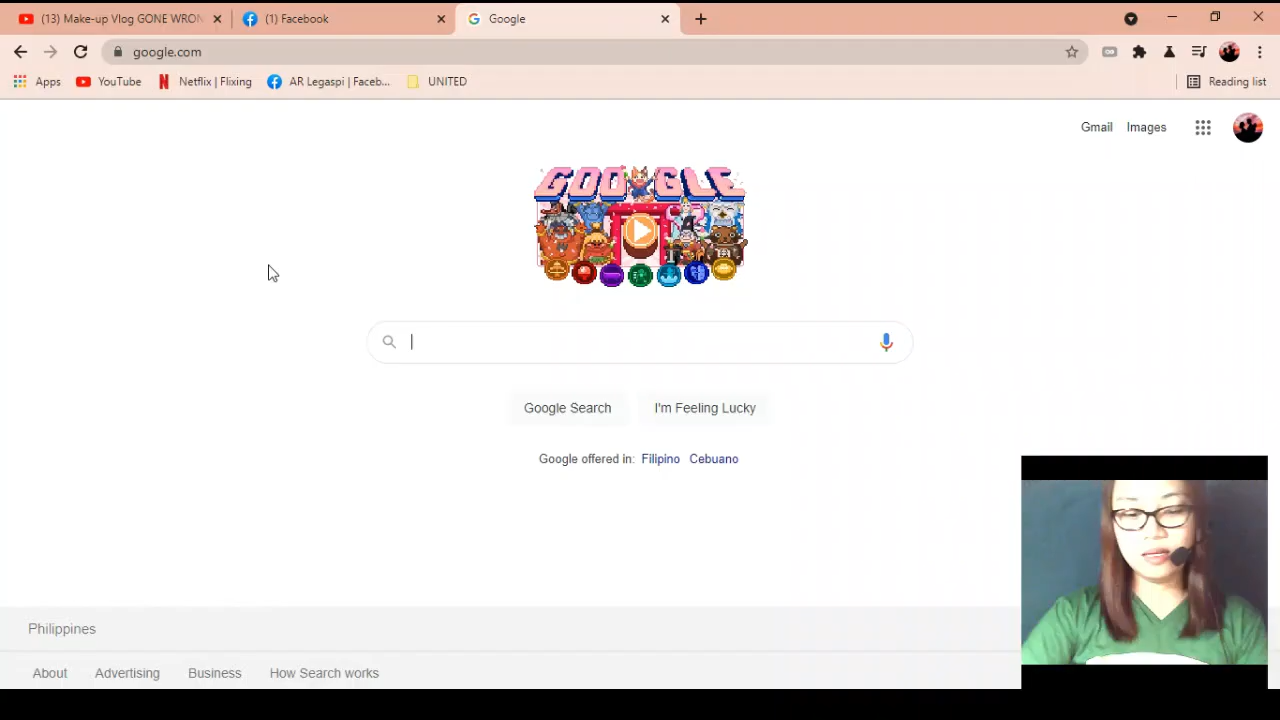 (13) Make-up Vlog GONE WRON
(1) Facebook
Google
google.com
Apps
YouTube
Netflix | Flixing
AR Legaspi | Faceb...
UNITED
Reading list
Gmail
Images
GOOGLE
Google Search
I'm Feeling Lucky
Google offered in: Filipino Cebuano
Philippines
About
Advertising
Business
How Search works